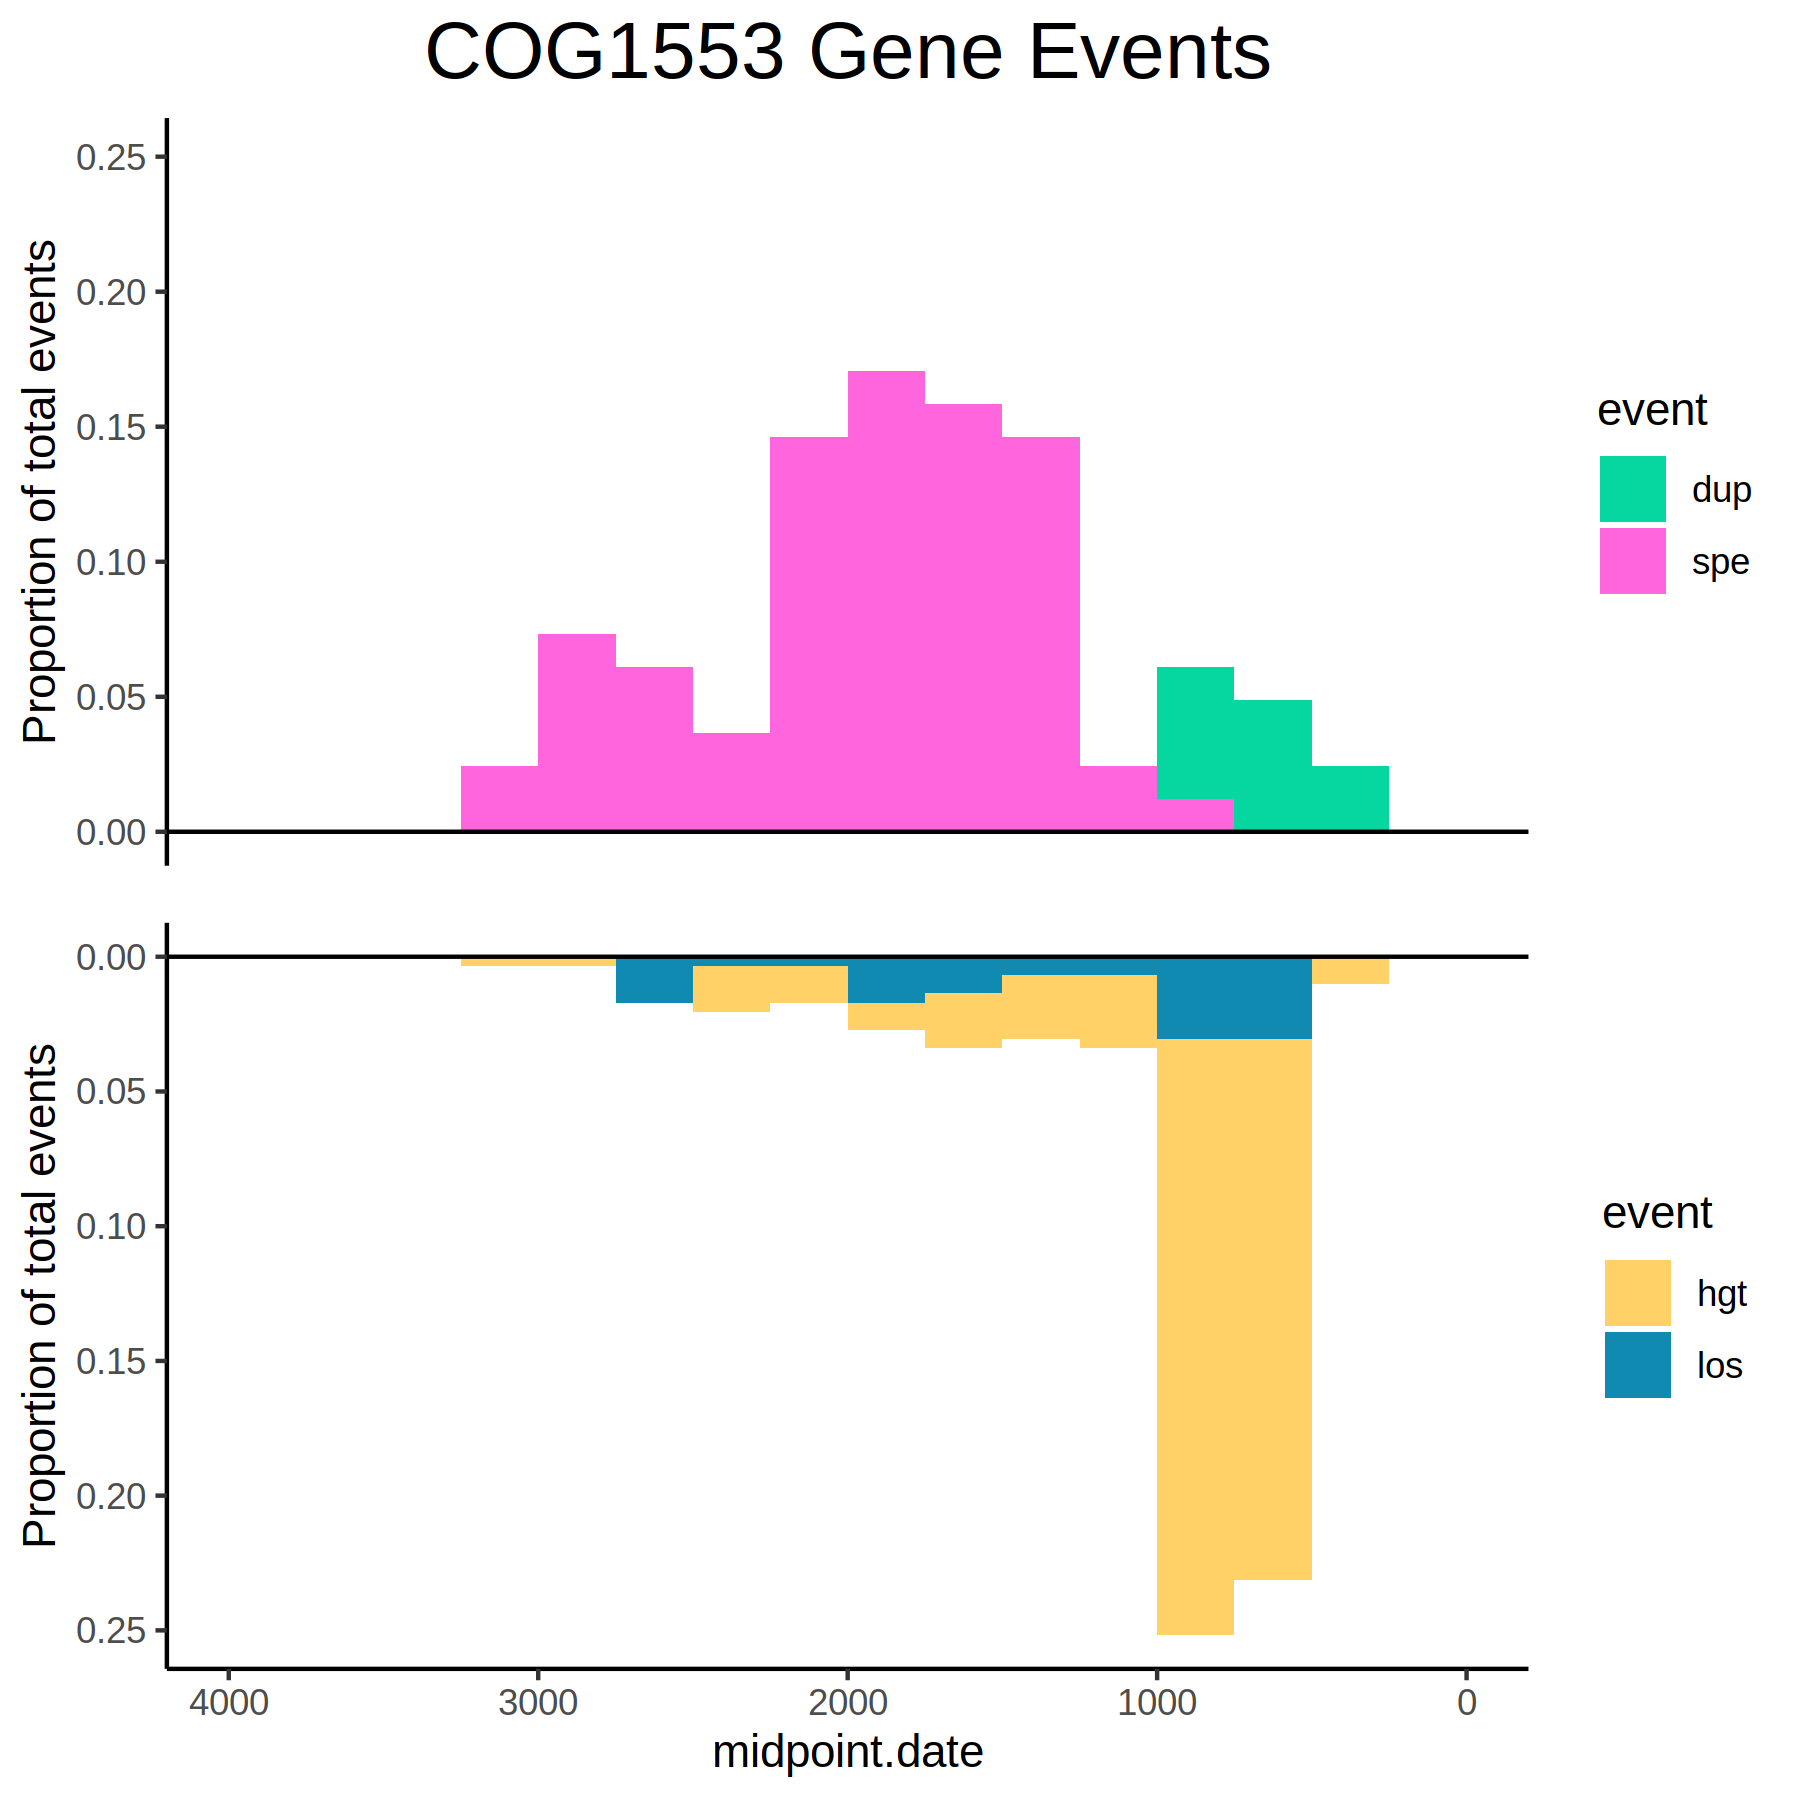 COG1553 Gene Events
Proportion of total events
0.25
0.20
0.15
0.10
0.05
0.00
event
dup
spe
Proportion of total events
0.00
0.05
0.10
0.15
0.20
0.25
event
hgt
los
4000 3000 2000 1000 0
midpoint.date